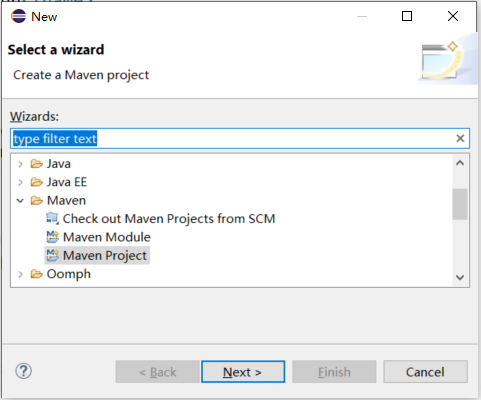 New
Select a wizard
Create a Maven project
Wizards:
type filter text
Java
Java EE
Maven
Check out Maven Projects from SCM
Maven Module
Maven Project
Oomph
< Back
Next >
Finish
Cancel